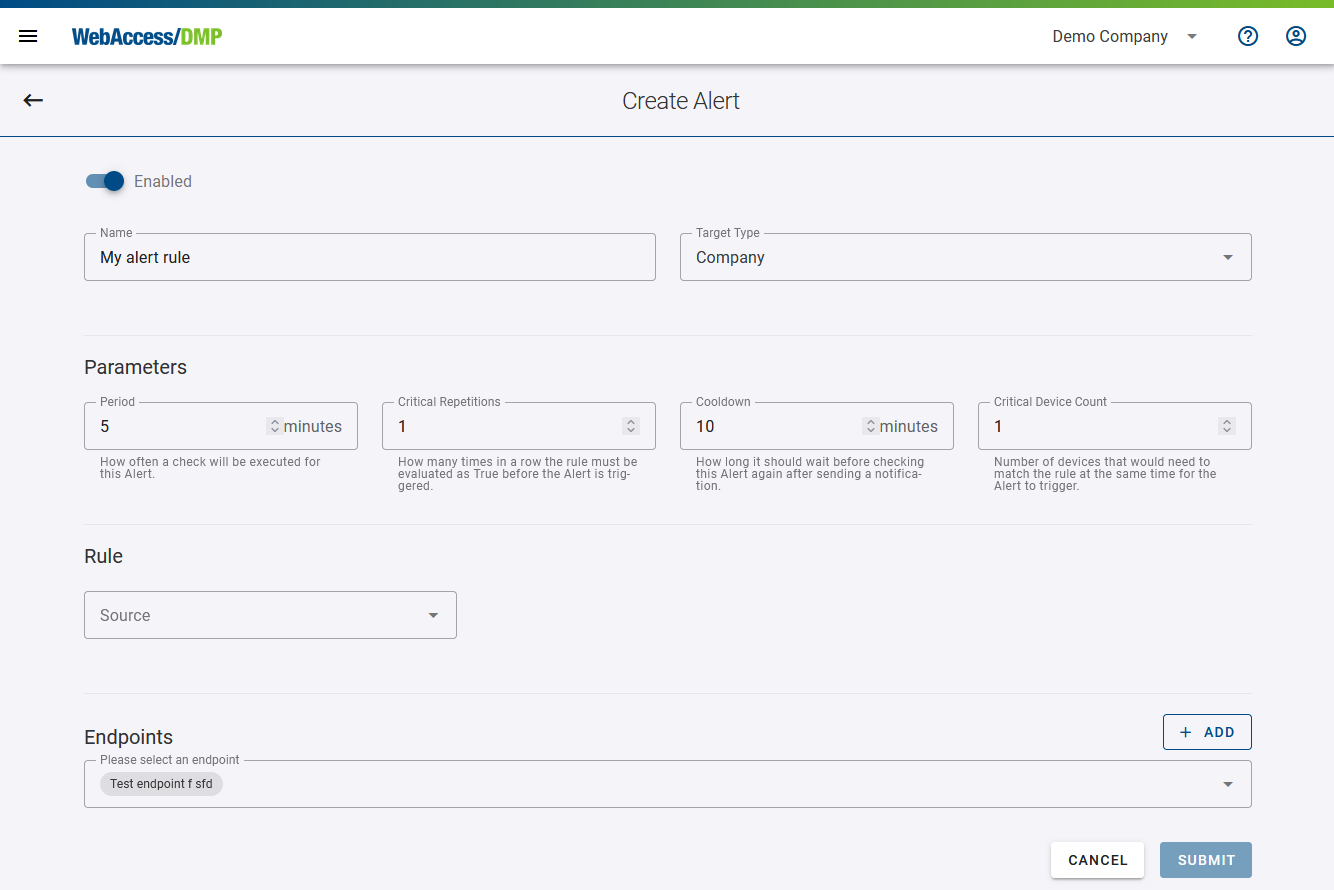 WebAccess/DMP
Demo Company
Create Alert
Enabled
Name
My alert rule
Target Type
Company
Parameters
Period
5
minutes
How often a check will be executed for
this Alert.
Critical Repetitions
1
How many times in a row the rule must be
evaluated as True before the Alert is trig-
gered.
Cooldown
10
minutes
How long it should wait before checking
this Alert again after sending a notifica-
tion.
Critical Device Count
1
Number of devices that would need to
match the rule at the same time for the
Alert to trigger.
Rule
Source
Endpoints
+ ADD
Please select an endpoint
Test endpoint f sfd
CANCEL
SUBMIT